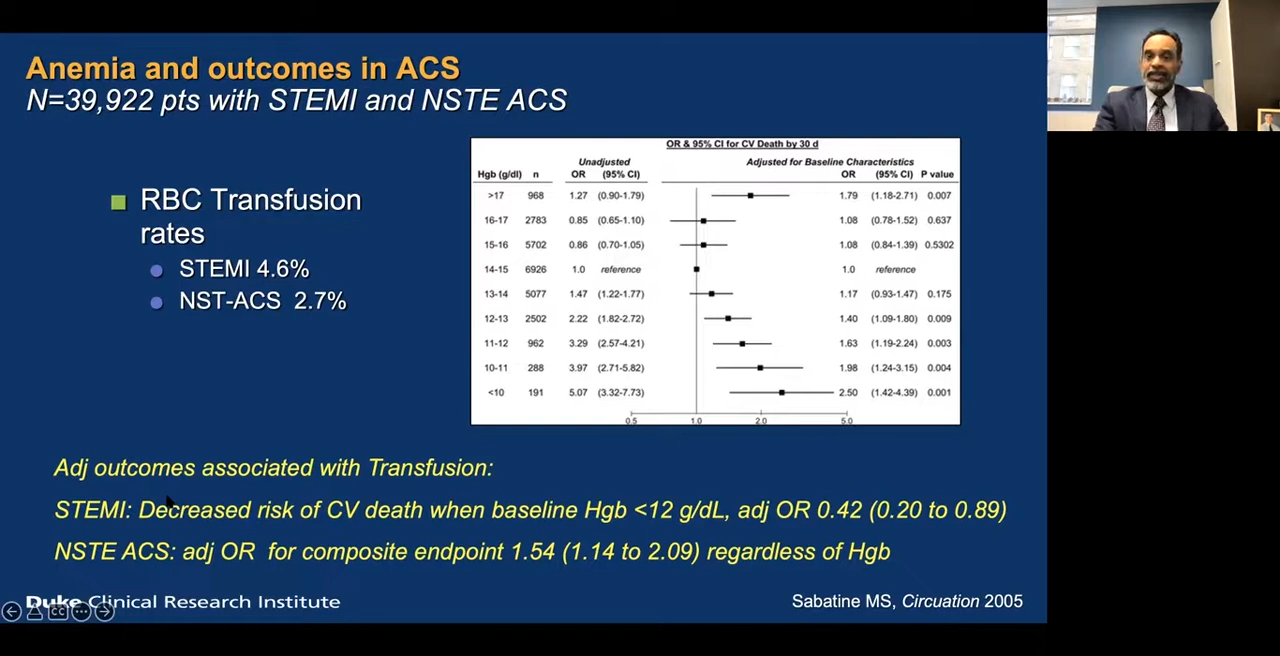 Anemia and outcomes in ACS
N=39,922 pts with STEMI and NSTE ACS
RBC Transfusion
rates
STEMI 4.6%
NST-ACS 2.7%
OR & 95% CI for CV Death by 30 d
Unadjusted Adjusted for Baseline Characteristics
Hgb (g/dl) n OR (95% CI) OR (95% CI) P value
>17 968 1.27 (0.90-1.79) 1.79 (1.18-2.71) 0.007
16-17 2783 0.85 (0.65-1.10) 1.08 (0.78-1.52) 0.637
15-16 5702 0.86 (0.70-1.05) 1.08 (0.84-1.39) 0.5302
14-15 6926 1.0 reference 1.0 reference
13-14 5077 1.47 (1.22-1.77) 1.17 (0.93-1.47) 0.175
12-13 2502 2.22 (1.82-2.72) 1.40 (1.09-1.80) 0.009
11-12 962 3.29 (2.57-4.21) 1.63 (1.19-2.24) 0.003
10-11 288 3.97 (2.71-5.82) 1.98 (1.24-3.15) 0.004
<10 191 5.07 (3.32-7.73) 2.50 (1.42-4.39) 0.001
0.5 1.0 2.0 5.0
Adj outcomes associated with Transfusion:
STEMI: Decreased risk of CV death when baseline Hgb <12 g/dL, adj OR 0.42 (0.20 to 0.89)
NSTE ACS: adj OR for composite endpoint 1.54 (1.14 to 2.09) regardless of Hgb
Duke Clinical Research Institute
CC
Sabatine MS, Circuation 2005